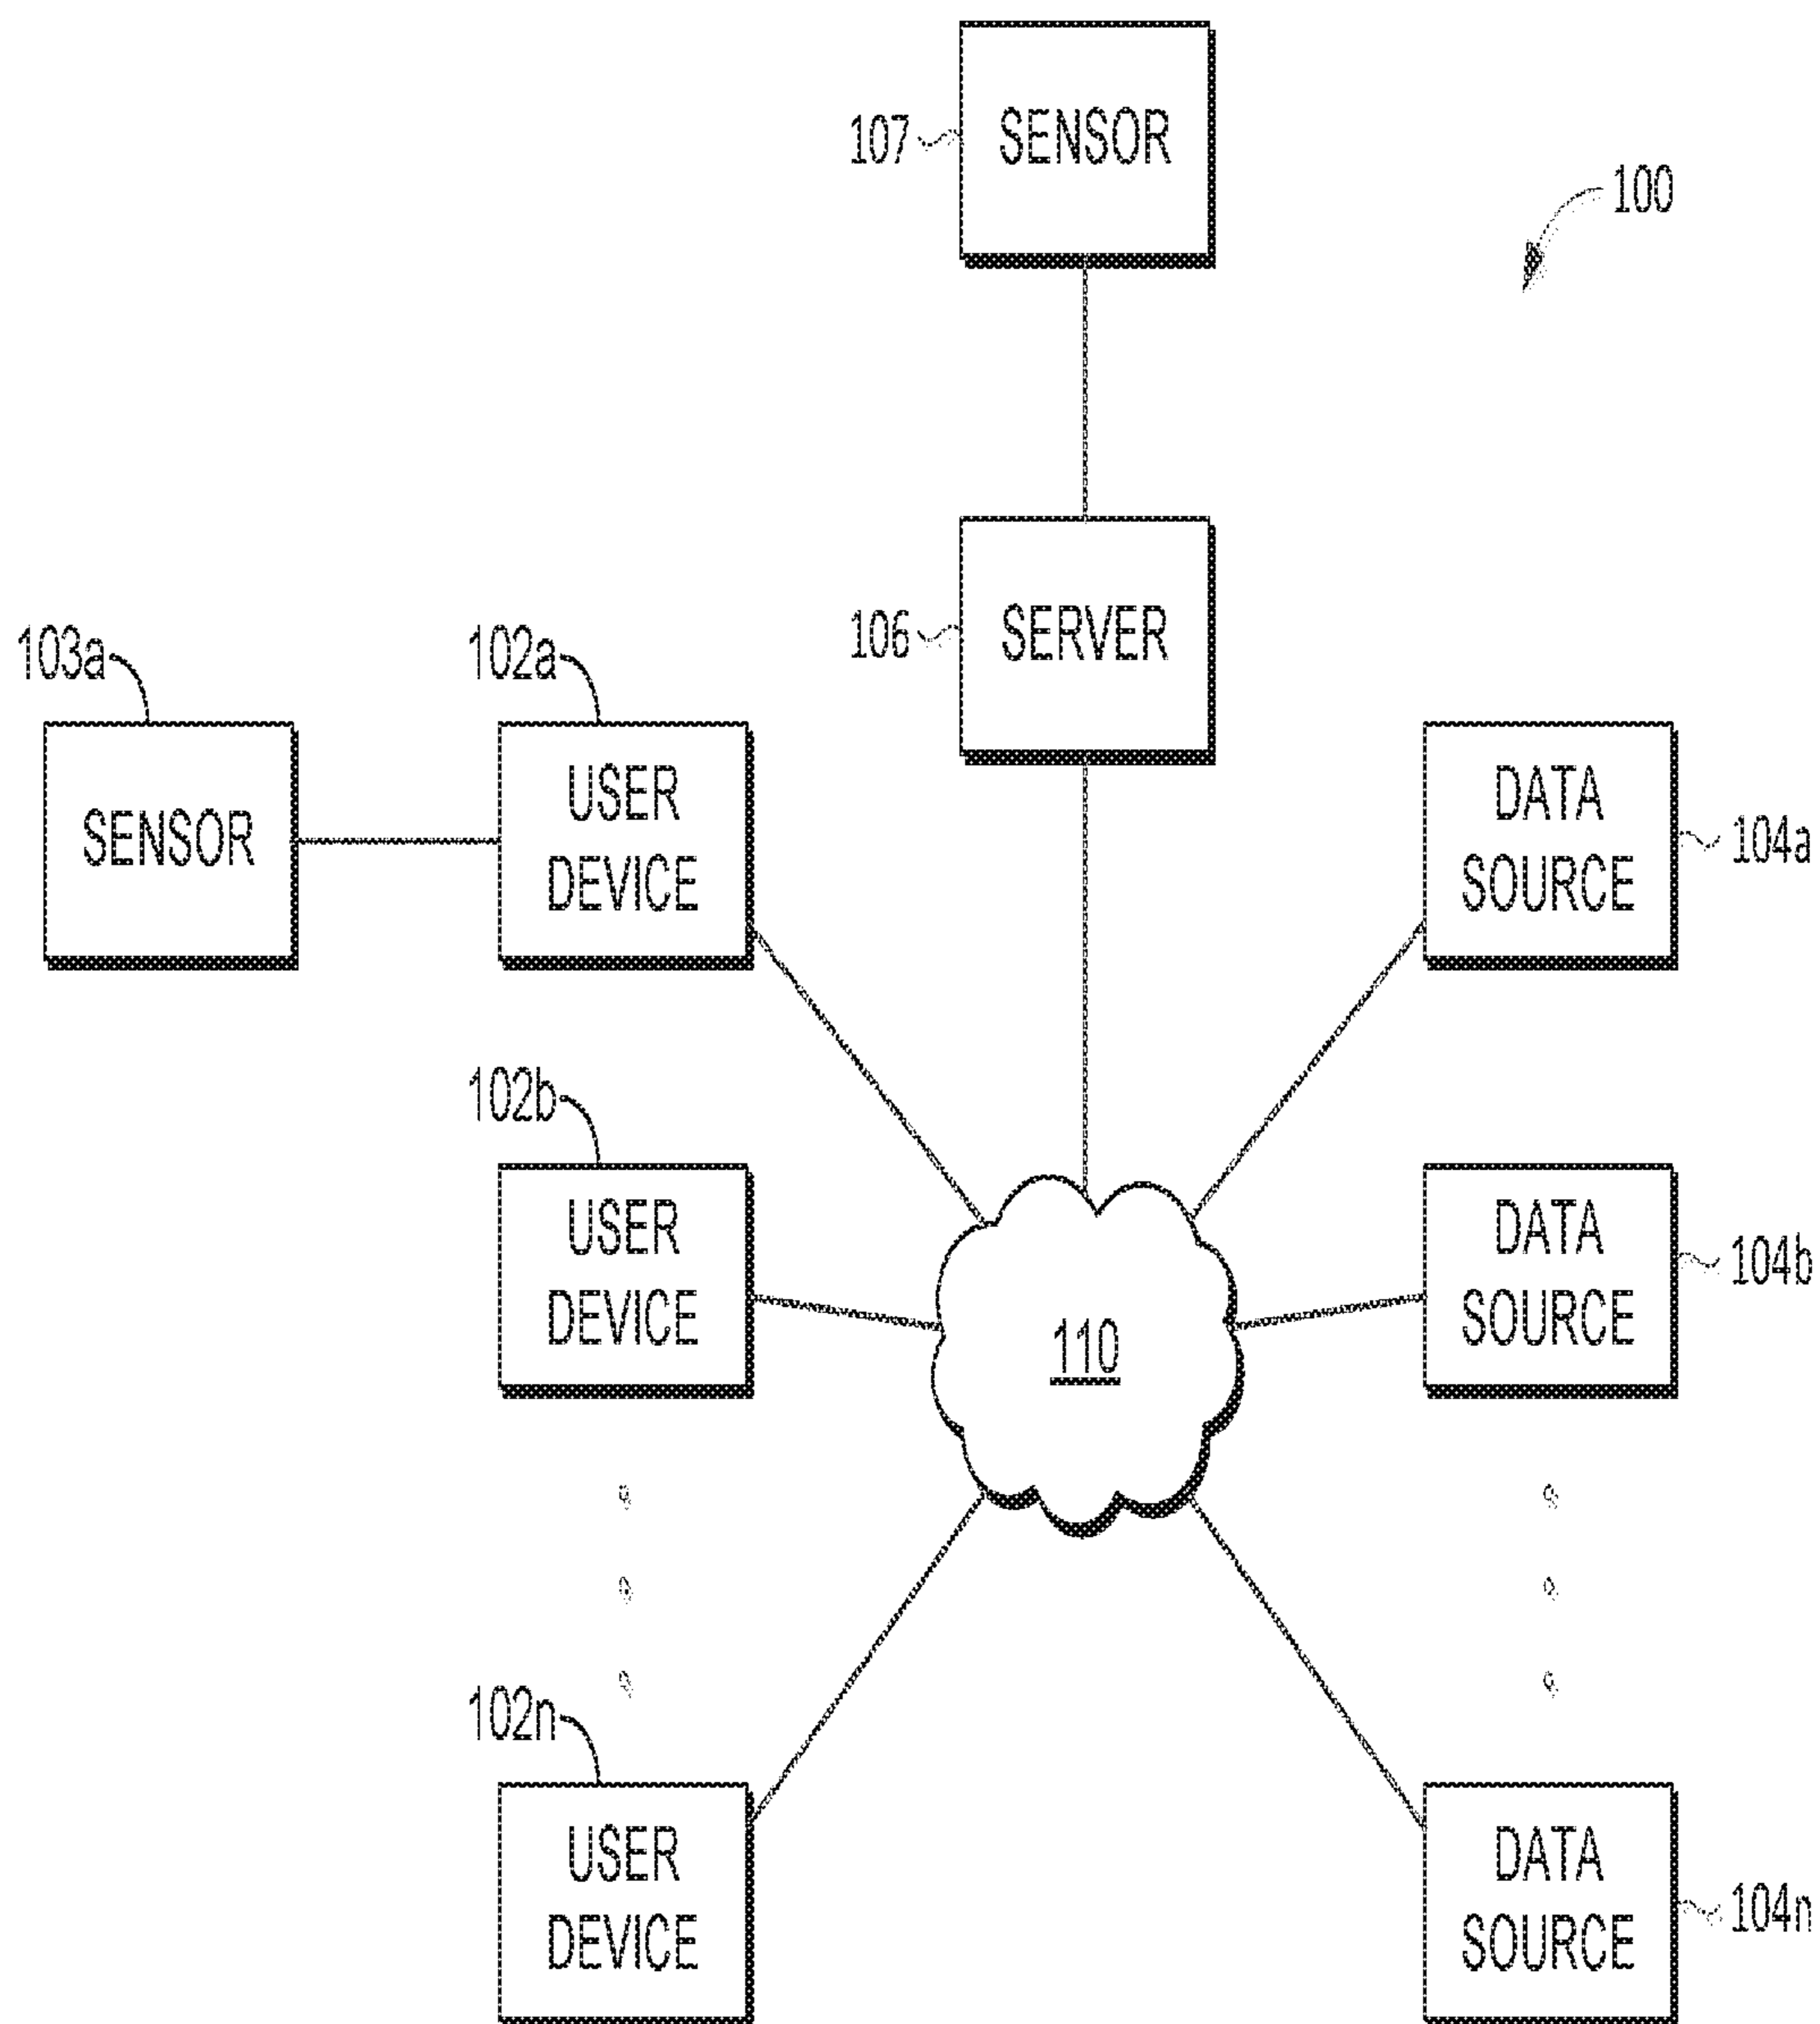 107
SENSOR
100
106
SERVER
103a
SENSOR
102a
USER
DEVICE
DATA
SOURCE
104a
102b
USER
DEVICE
110
DATA
SOURCE
104b
102n
USER
DEVICE
DATA
SOURCE
104n